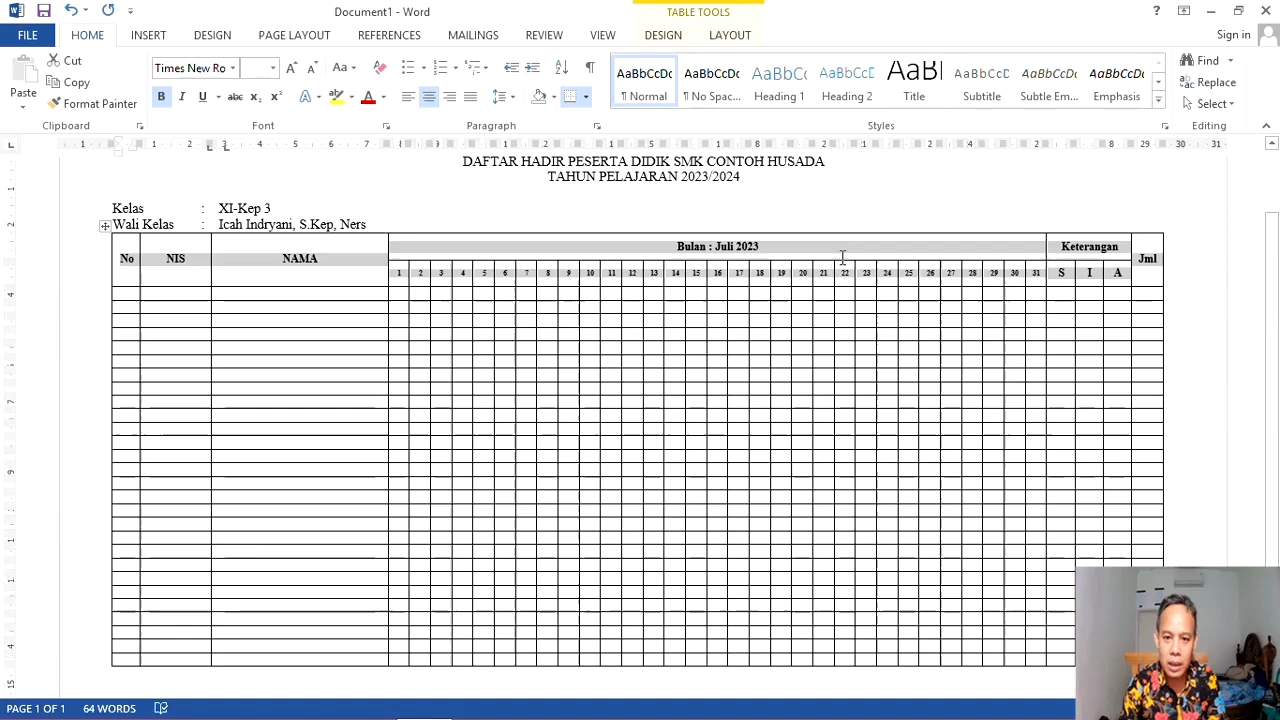 Document1 - Word
TABLE TOOLS
Sign in
FILE HOME INSERT DESIGN PAGE LAYOUT REFERENCES MAILINGS REVIEW VIEW DESIGN LAYOUT
Paste
Cut
Copy
Format Painter
Clipboard
Times New Ro
Aa
B I U abc x₂ x² A A
Font
Paragraph
AaBbCcDc AaBbCcDc AaBbCc AaBbCcC AaBl AaBbCcC AaBbCcDc AaBbCcDc
¶ Normal ¶ No Spac... Heading 1 Heading 2 Title Subtitle Subtle Em... Emphasis
Styles
Find
Replace
Select
Editing
DAFTAR HADIR PESERTA DIDIK SMK CONTOH HUSADA
TAHUN PELAJARAN 2023/2024
Kelas : XI-Kep 3
Wali Kelas : Icah Indryani, S.Kep, Ners
No NIS NAMA Bulan : Juli 2023 Keterangan Jml
1 2 3 4 5 6 7 8 9 10 11 12 13 14 15 16 17 18 19 20 21 22 23 24 25 26 27 28 29 30 31 S I A
PAGE 1 OF 1 64 WORDS